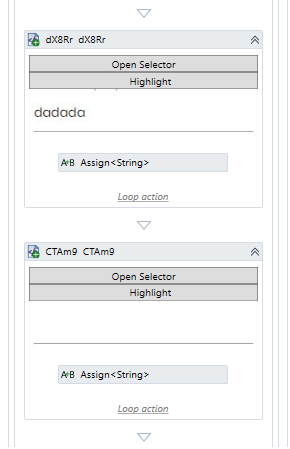 dX8Rr dX8Rr
Open Selector
Highlight
dadada
A•B Assign<String>
Loop action
CTAm9 CTAm9
Open Selector
Highlight
A•B Assign<String>
Loop action